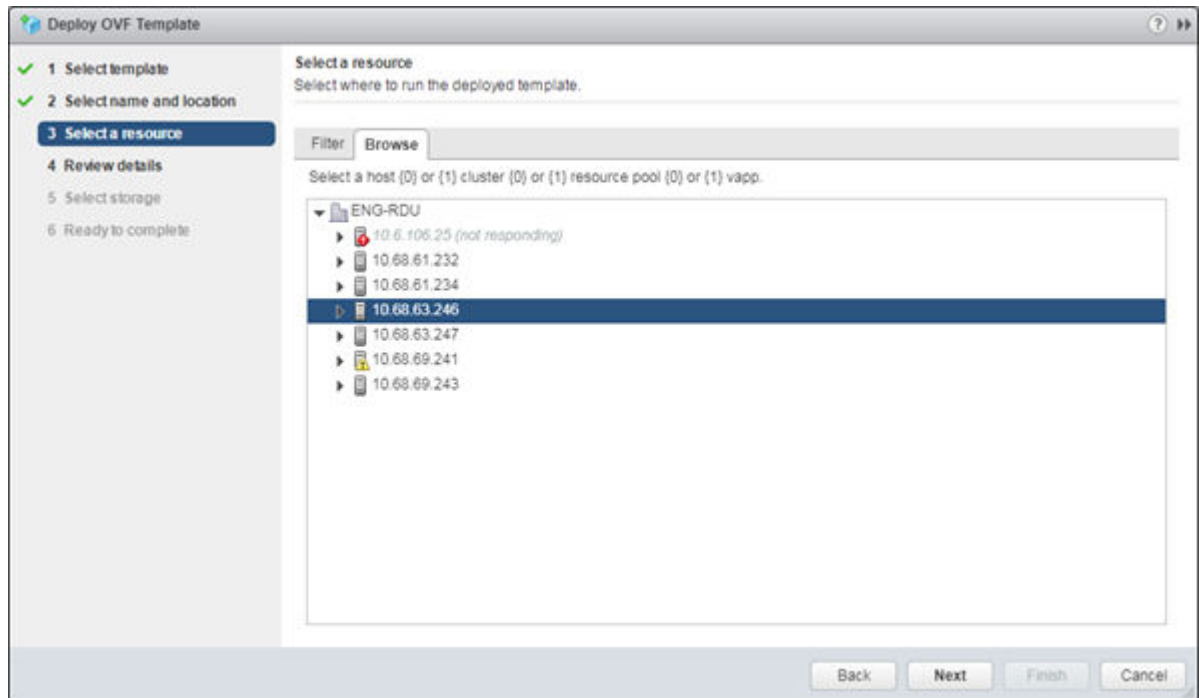 Deploy OVF Template
?
1 Select template
2 Select name and location
3 Select a resource
4 Review details
5 Select storage
6 Ready to complete
Select a resource
Select where to run the deployed template.
Filter Browse
Select a host {0} or {1} cluster {0} or {1} resource pool {0} or {1} vapp.
ENG-RDU
10.6.106.25 (not responding)
10.68.61.232
10.68.61.234
10.68.63.246
10.68.63.247
10.68.69.241
10.68.69.243
Back Next Finish Cancel